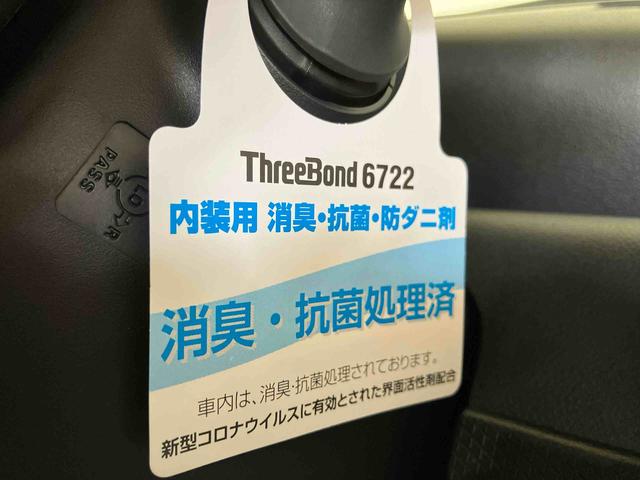 ThreeBond 6722
内装用 消臭・抗菌・防ダニ剤
消臭・抗菌処理済
車内は、消臭・抗菌処理されております。
新型コロナウイルスに有効とされた界面活性剤配合
PASS
LO
R